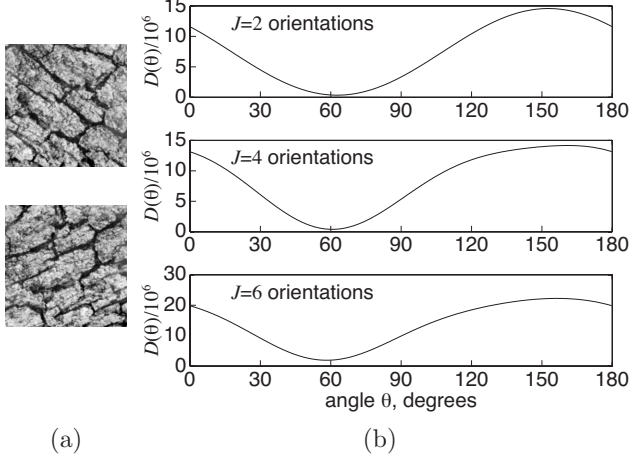 15
10
5
0
D(θ)/10⁶
J=2 orientations
0 30 60 90 120 150 180
15
10
5
0
D(θ)/10⁶
J=4 orientations
0 30 60 90 120 150 180
30
20
10
0
D(θ)/10⁶
J=6 orientations
0 30 60 90 120 150 180
angle θ, degrees
(a) (b)